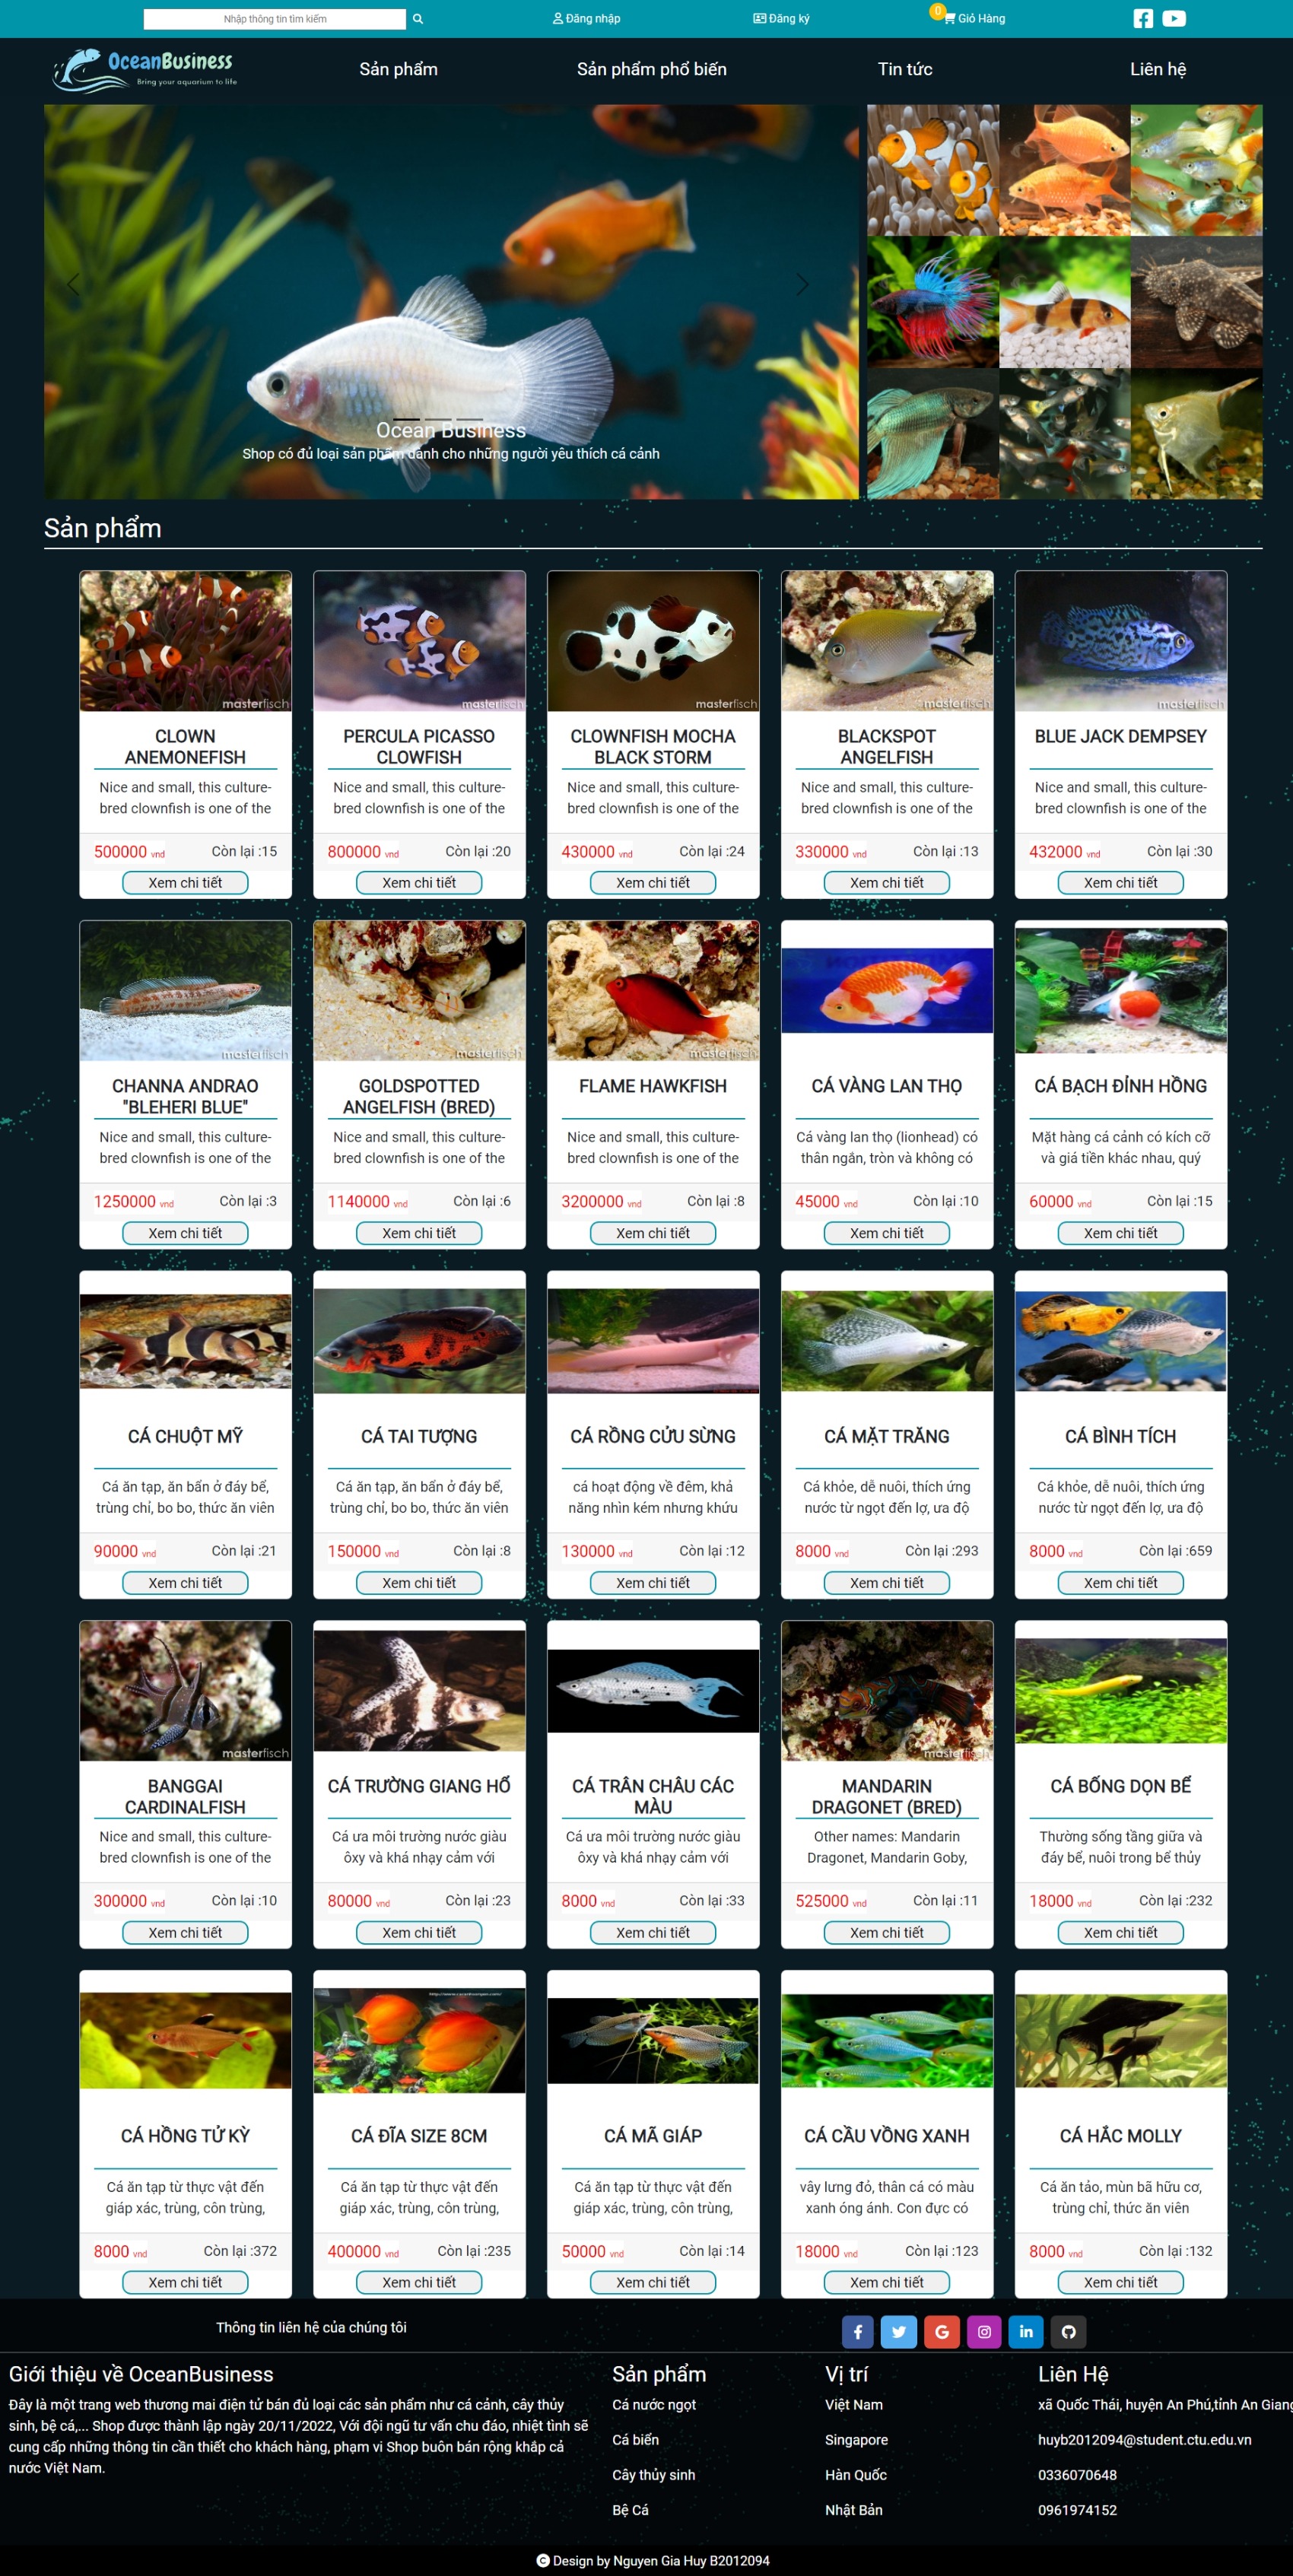 Nhập thông tin tìm kiếm
Đăng nhập
Đăng ký
0
Giỏ Hàng
OceanBusiness
Bring your aquarium to life
Sản phẩm
Sản phẩm phổ biến
Tin tức
Liên hệ
Ocean Business
Shop có đủ loại sản phẩm dành cho những người yêu thích cá cảnh
Sản phẩm
masterfisch
masterfisch
masterfisch
masterfisch
masterfisch
CLOWN
ANEMONEFISH
Nice and small, this culture-
bred clownfish is one of the
500000 vnd
Còn lại :15
Xem chi tiết
PERCULA PICASSO
CLOWFISH
Nice and small, this culture-
bred clownfish is one of the
800000 vnd
Còn lại :20
Xem chi tiết
CLOWNFISH MOCHA
BLACK STORM
Nice and small, this culture-
bred clownfish is one of the
430000 vnd
Còn lại :24
Xem chi tiết
BLACKSPOT
ANGELFISH
Nice and small, this culture-
bred clownfish is one of the
330000 vnd
Còn lại :13
Xem chi tiết
BLUE JACK DEMPSEY
Nice and small, this culture-
bred clownfish is one of the
432000 vnd
Còn lại :30
Xem chi tiết
masterfisch
masterfisch
masterfisch
CHANNA ANDRAO
"BLEHERI BLUE"
Nice and small, this culture-
bred clownfish is one of the
1250000 vnd
Còn lại :3
Xem chi tiết
GOLDSPOTTED
ANGELFISH (BRED)
Nice and small, this culture-
bred clownfish is one of the
1140000 vnd
Còn lại :6
Xem chi tiết
FLAME HAWKFISH
Nice and small, this culture-
bred clownfish is one of the
3200000 vnd
Còn lại :8
Xem chi tiết
CÁ VÀNG LAN THỌ
Cá vàng lan thọ (lionhead) có
thân ngắn, tròn và không có
45000 vnd
Còn lại :10
Xem chi tiết
CÁ BẠCH ĐỈNH HỒNG
Mặt hàng cá cảnh có kích cỡ
và giá tiền khác nhau, quý
60000 vnd
Còn lại :15
Xem chi tiết
CÁ CHUỘT MỸ
Cá ăn tạp, ăn bẩn ở đáy bể,
trùng chỉ, bo bo, thức ăn viên
90000 vnd
Còn lại :21
Xem chi tiết
CÁ TAI TƯỢNG
Cá ăn tạp, ăn bẩn ở đáy bể,
trùng chỉ, bo bo, thức ăn viên
150000 vnd
Còn lại :8
Xem chi tiết
CÁ RỒNG CỬU SỪNG
cá hoạt động về đêm, khả
năng nhìn kém nhưng khứu
130000 vnd
Còn lại :12
Xem chi tiết
CÁ MẶT TRĂNG
Cá khỏe, dễ nuôi, thích ứng
nước từ ngọt đến lợ, ưa độ
8000 vnd
Còn lại :293
Xem chi tiết
CÁ BÌNH TÍCH
Cá khỏe, dễ nuôi, thích ứng
nước từ ngọt đến lợ, ưa độ
8000 vnd
Còn lại :659
Xem chi tiết
masterfisch
masterfisch
BANGGAI
CARDINALFISH
Nice and small, this culture-
bred clownfish is one of the
300000 vnd
Còn lại :10
Xem chi tiết
CÁ TRƯỜNG GIANG HỔ
Cá ưa môi trường nước giàu
ôxy và khá nhạy cảm với
80000 vnd
Còn lại :23
Xem chi tiết
CÁ TRÂN CHÂU CÁC
MÀU
Cá ưa môi trường nước giàu
ôxy và khá nhạy cảm với
8000 vnd
Còn lại :33
Xem chi tiết
MANDARIN
DRAGONET (BRED)
Other names: Mandarin
Dragonet, Mandarin Goby,
525000 vnd
Còn lại :11
Xem chi tiết
CÁ BỐNG DỌN BỂ
Thường sống tầng giữa và
đáy bể, nuôi trong bể thủy
18000 vnd
Còn lại :232
Xem chi tiết
CÁ HỒNG TỬ KỲ
Cá ăn tạp từ thực vật đến
giáp xác, trùng, côn trùng,
8000 vnd
Còn lại :372
Xem chi tiết
CÁ ĐĨA SIZE 8CM
Cá ăn tạp từ thực vật đến
giáp xác, trùng, côn trùng,
400000 vnd
Còn lại :235
Xem chi tiết
CÁ MÃ GIÁP
Cá ăn tạp từ thực vật đến
giáp xác, trùng, côn trùng,
50000 vnd
Còn lại :14
Xem chi tiết
CÁ CẦU VỒNG XANH
vây lưng đỏ, thân cá có màu
xanh óng ánh. Con đực có
18000 vnd
Còn lại :123
Xem chi tiết
CÁ HẮC MOLLY
Cá ăn tảo, mùn bã hữu cơ,
trùng chỉ, thức ăn viên
8000 vnd
Còn lại :132
Xem chi tiết
Thông tin liên hệ của chúng tôi
Giới thiệu về OceanBusiness
Đây là một trang web thương mai điện tử bán đủ loại các sản phẩm như cá cảnh, cây thủy
sinh, bệ cá,... Shop được thành lập ngày 20/11/2022, Với đội ngũ tư vấn chu đáo, nhiệt tình sẽ
cung cấp những thông tin cần thiết cho khách hàng, phạm vi Shop buôn bán rộng khắp cả
nước Việt Nam.
Sản phẩm
Cá nước ngọt
Cá biển
Cây thủy sinh
Bệ Cá
Vị trí
Việt Nam
Singapore
Hàn Quốc
Nhật Bản
Liên Hệ
xã Quốc Thái, huyện An Phú,tỉnh An Giang
huyb2012094@student.ctu.edu.vn
0336070648
0961974152
Design by Nguyen Gia Huy B2012094